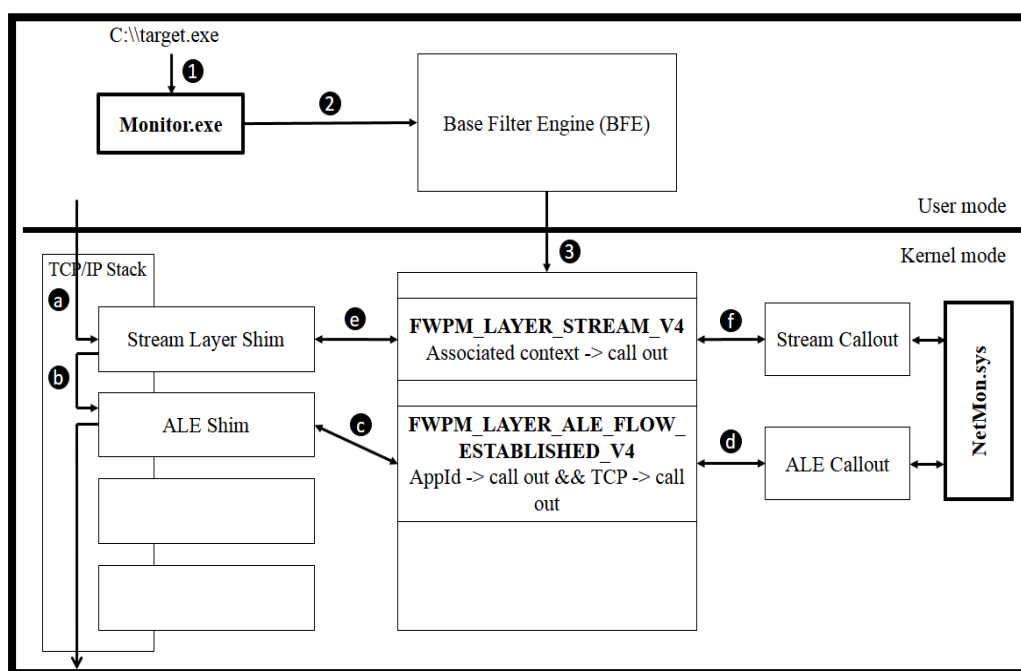 C:\\target.exe
1
Monitor.exe
2
Base Filter Engine (BFE)
User mode
3
Kernel mode
TCP/IP Stack
a
Stream Layer Shim
e
FWPM_LAYER_STREAM_V4
Associated context -> call out
f
Stream Callout
b
ALE Shim
c
FWPM_LAYER_ALE_FLOW_
ESTABLISHED_V4
AppId -> call out && TCP -> call
out
d
ALE Callout
NetMon.sys